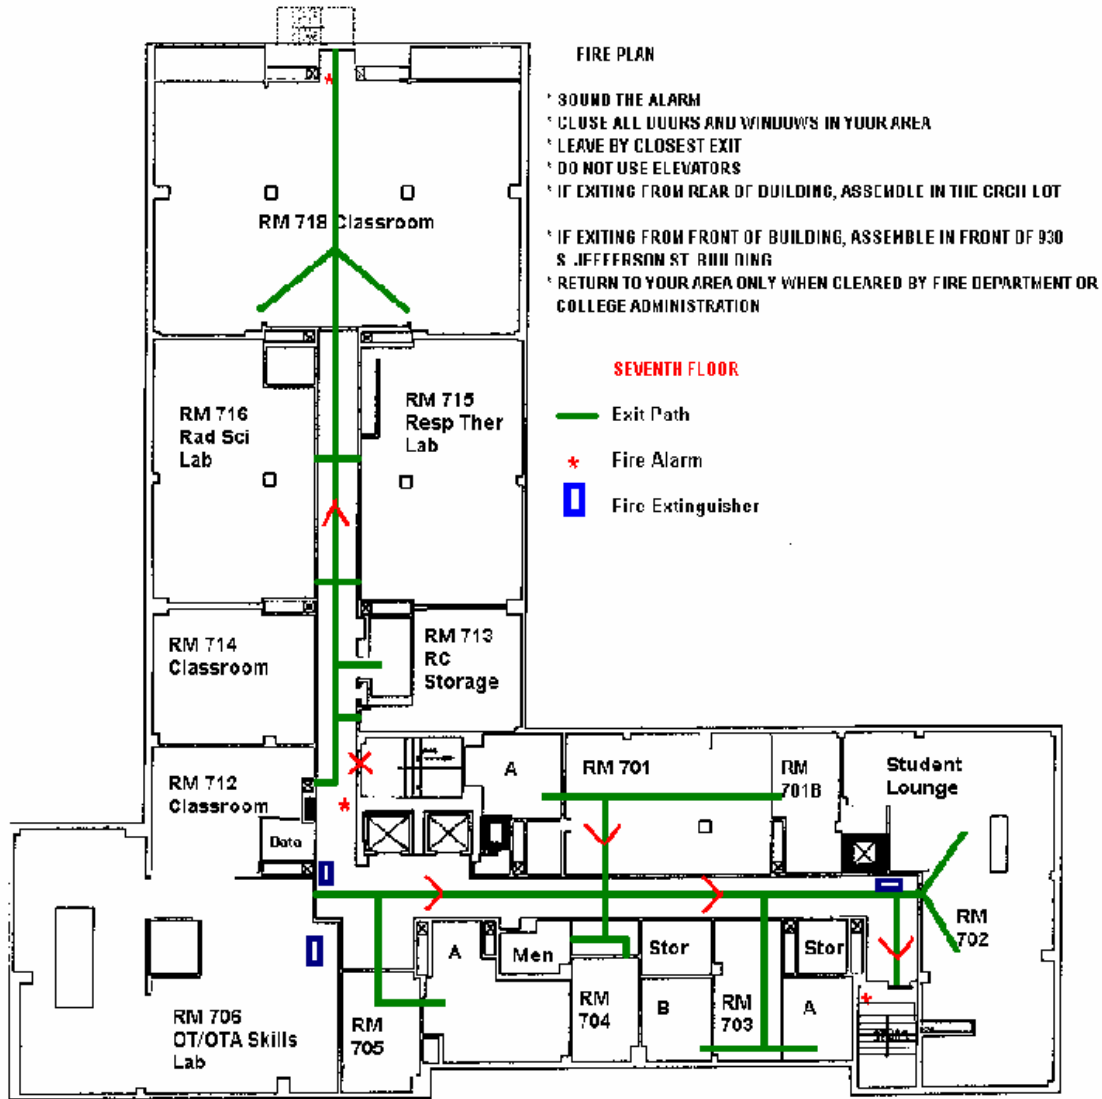 FIRE PLAN
* SOUND THE ALARM
* CLOSE ALL DOORS AND WINDOWS IN YOUR AREA
* LEAVE BY CLOSEST EXIT
* DO NOT USE ELEVATORS
* IF EXITING FROM REAR OF BUILDING, ASSEMBLE IN THE CRCH LOT
* IF EXITING FROM FRONT OF BUILDING, ASSEMBLE IN FRONT OF 930
S. JEFFERSON ST. BUILDING
* RETURN TO YOUR AREA ONLY WHEN CLEARED BY FIRE DEPARTMENT OR
COLLEGE ADMINISTRATION
SEVENTH FLOOR
Exit Path
* Fire Alarm
Fire Extinguisher
RM 718 Classroom
RM 716
Rad Sci
Lab
RM 715
Resp Ther
Lab
RM 714
Classroom
RM 713
RC
Storage
RM 712
Classroom
Data
A
RM 701
RM
701B
Student
Lounge
RM
702
A
Men
Stor
Stor
RM
704
B
RM
703
A
RM
705
RM 706
OT/OTA Skills
Lab